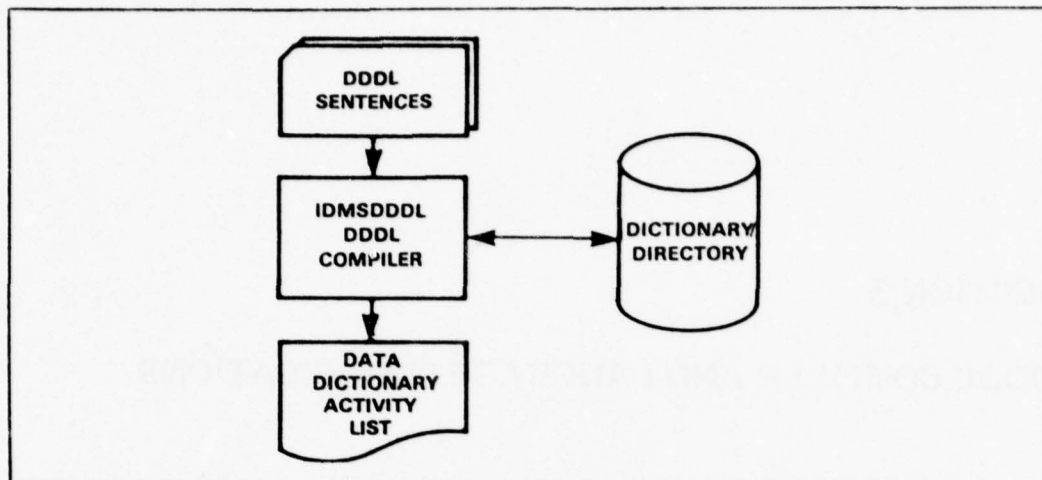 DDDL
SENTENCES
IDMSDDDL
DDDL
COMPILER
DICTIONARY/
DIRECTORY
DATA
DICTIONARY
ACTIVITY
LIST